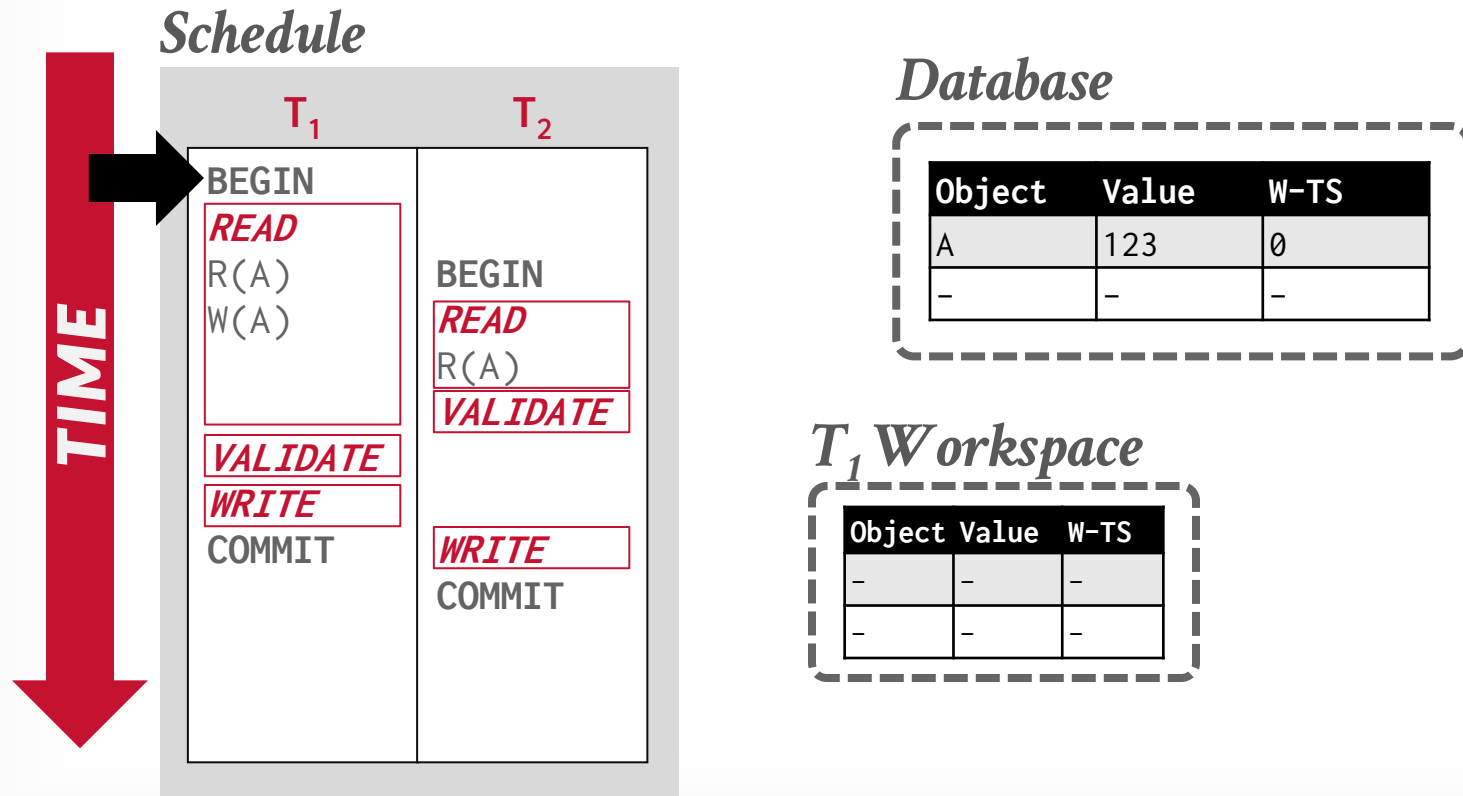 Schedule
TIME
T1
T2
BEGIN
READ
R(A)
W(A)
VALIDATE
WRITE
COMMIT
BEGIN
READ
R(A)
VALIDATE
WRITE
COMMIT
Database
Object Value W-TS
A 123 0
- - -
T1 Workspace
Object Value W-TS
- - -
- - -